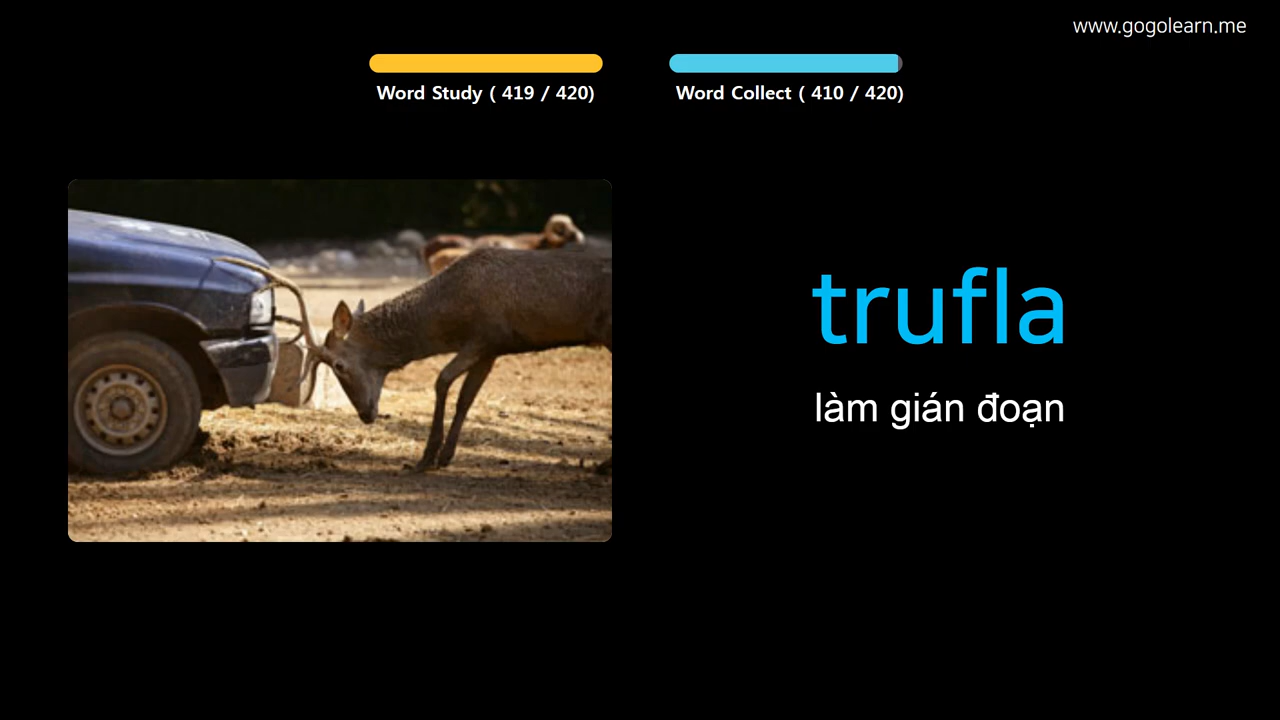 www.gogolearn.me
Word Study ( 419 / 420)
Word Collect ( 410 / 420)
trufla
làm gián đoạn